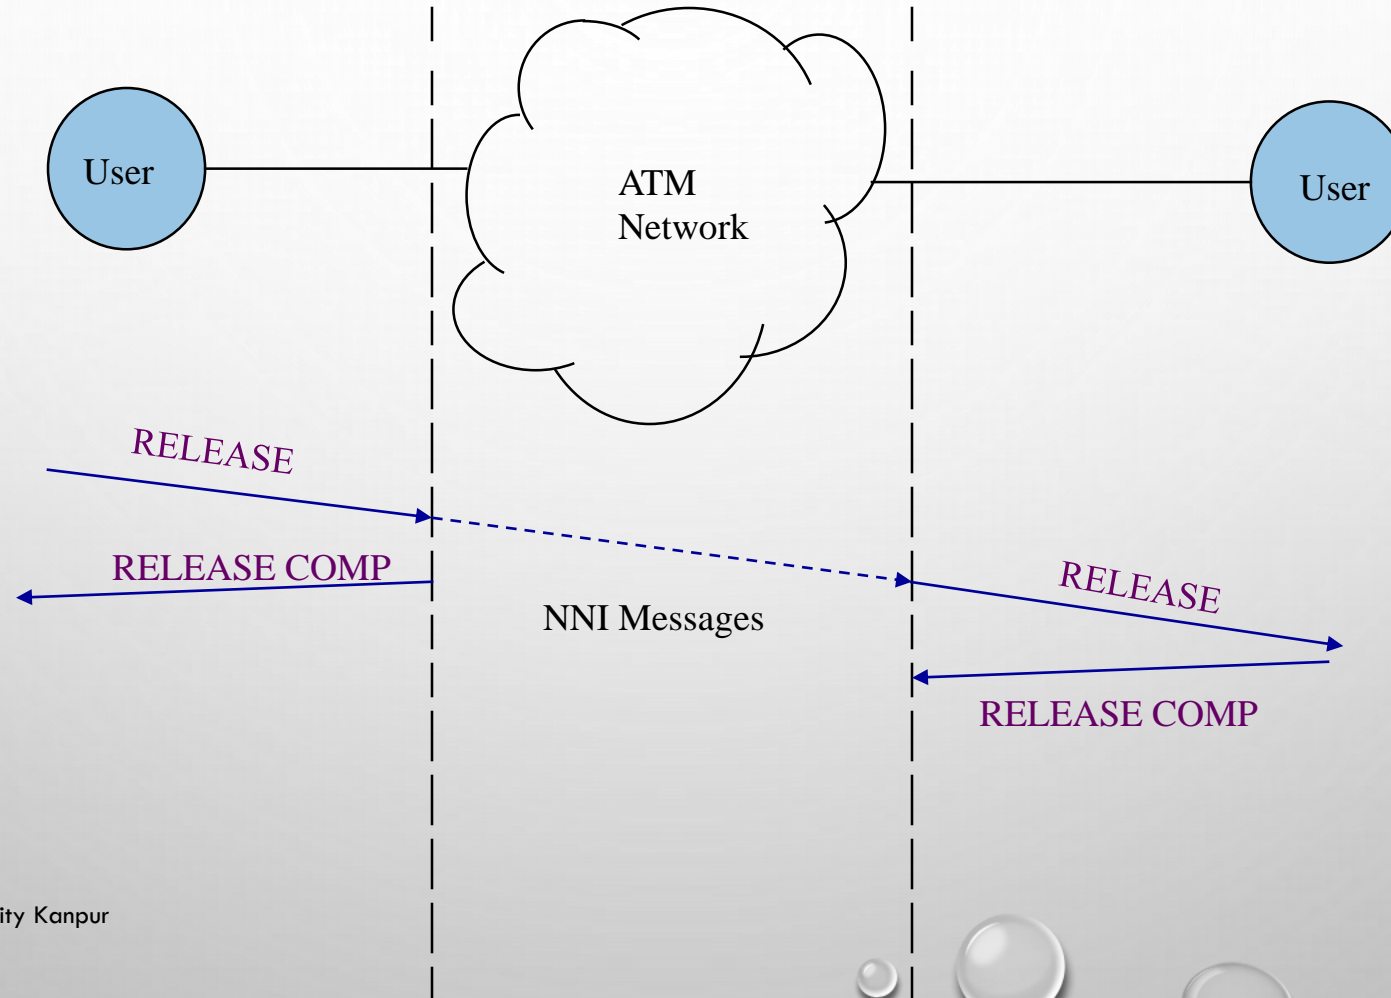 User
ATM
Network
User
RELEASE
RELEASE COMP
RELEASE
NNI Messages
RELEASE COMP
ity Kanpur